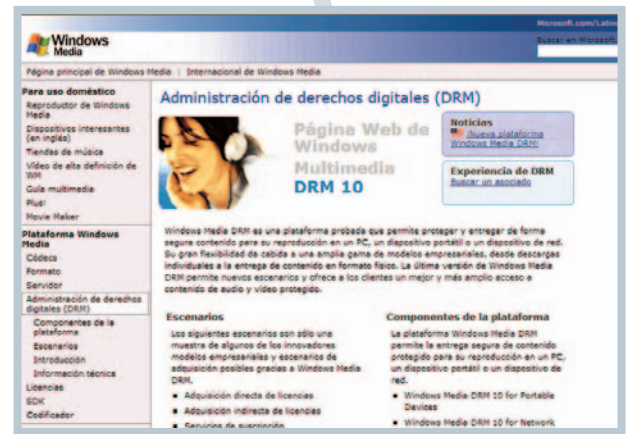 Microsoft.com/Latin
Windows
Media
Buscar en Microsoft
Página principal de Windows Media | Internacional de Windows Media
Para uso doméstico
Reproductor de Windows
Media
Dispositivos interesantes
(en inglés)
Tiendas de música
Vídeo de alta definición de
WM
Guía multimedia
Plus!
Movie Maker
Plataforma Windows
Media
Códecs
Formato
Servidor
Administración de derechos
digitales (DRM)
Componentes de la
plataforma
Escenarios
Introducción
Información técnica
Licencias
SDK
Codificador
Administración de derechos digitales (DRM)
Página Web de
Windows
Multimedia
DRM 10
Noticias
¡Nueva plataforma
Windows Media DRM!
Experiencia de DRM
Buscar un asociado
Windows Media DRM es una plataforma probada que permite proteger y entregar de forma
segura contenido para su reproducción en un PC, un dispositivo portátil o un dispositivo de red.
Su gran flexibilidad da cabida a una amplia gama de modelos empresariales, desde descargas
individuales a la entrega de contenido en formato físico. La última versión de Windows Media
DRM permite nuevos escenarios y ofrece a los clientes un mejor y más amplio acceso a
contenido de audio y vídeo protegido.
Escenarios
Los siguientes escenarios son sólo una
muestra de algunos de los innovadores
modelos empresariales y escenarios de
adquisición posibles gracias a Windows Media
DRM.
■ Adquisición directa de licencias
■ Adquisición indirecta de licencias
■ Servicios de suscripción
Componentes de la plataforma
La plataforma Windows Media DRM
permite la entrega segura de contenido
protegido para su reproducción en un PC,
un dispositivo portátil o un dispositivo de
red.
■ Windows Media DRM 10 for Portable
Devices
■ Windows Media DRM 10 for Network